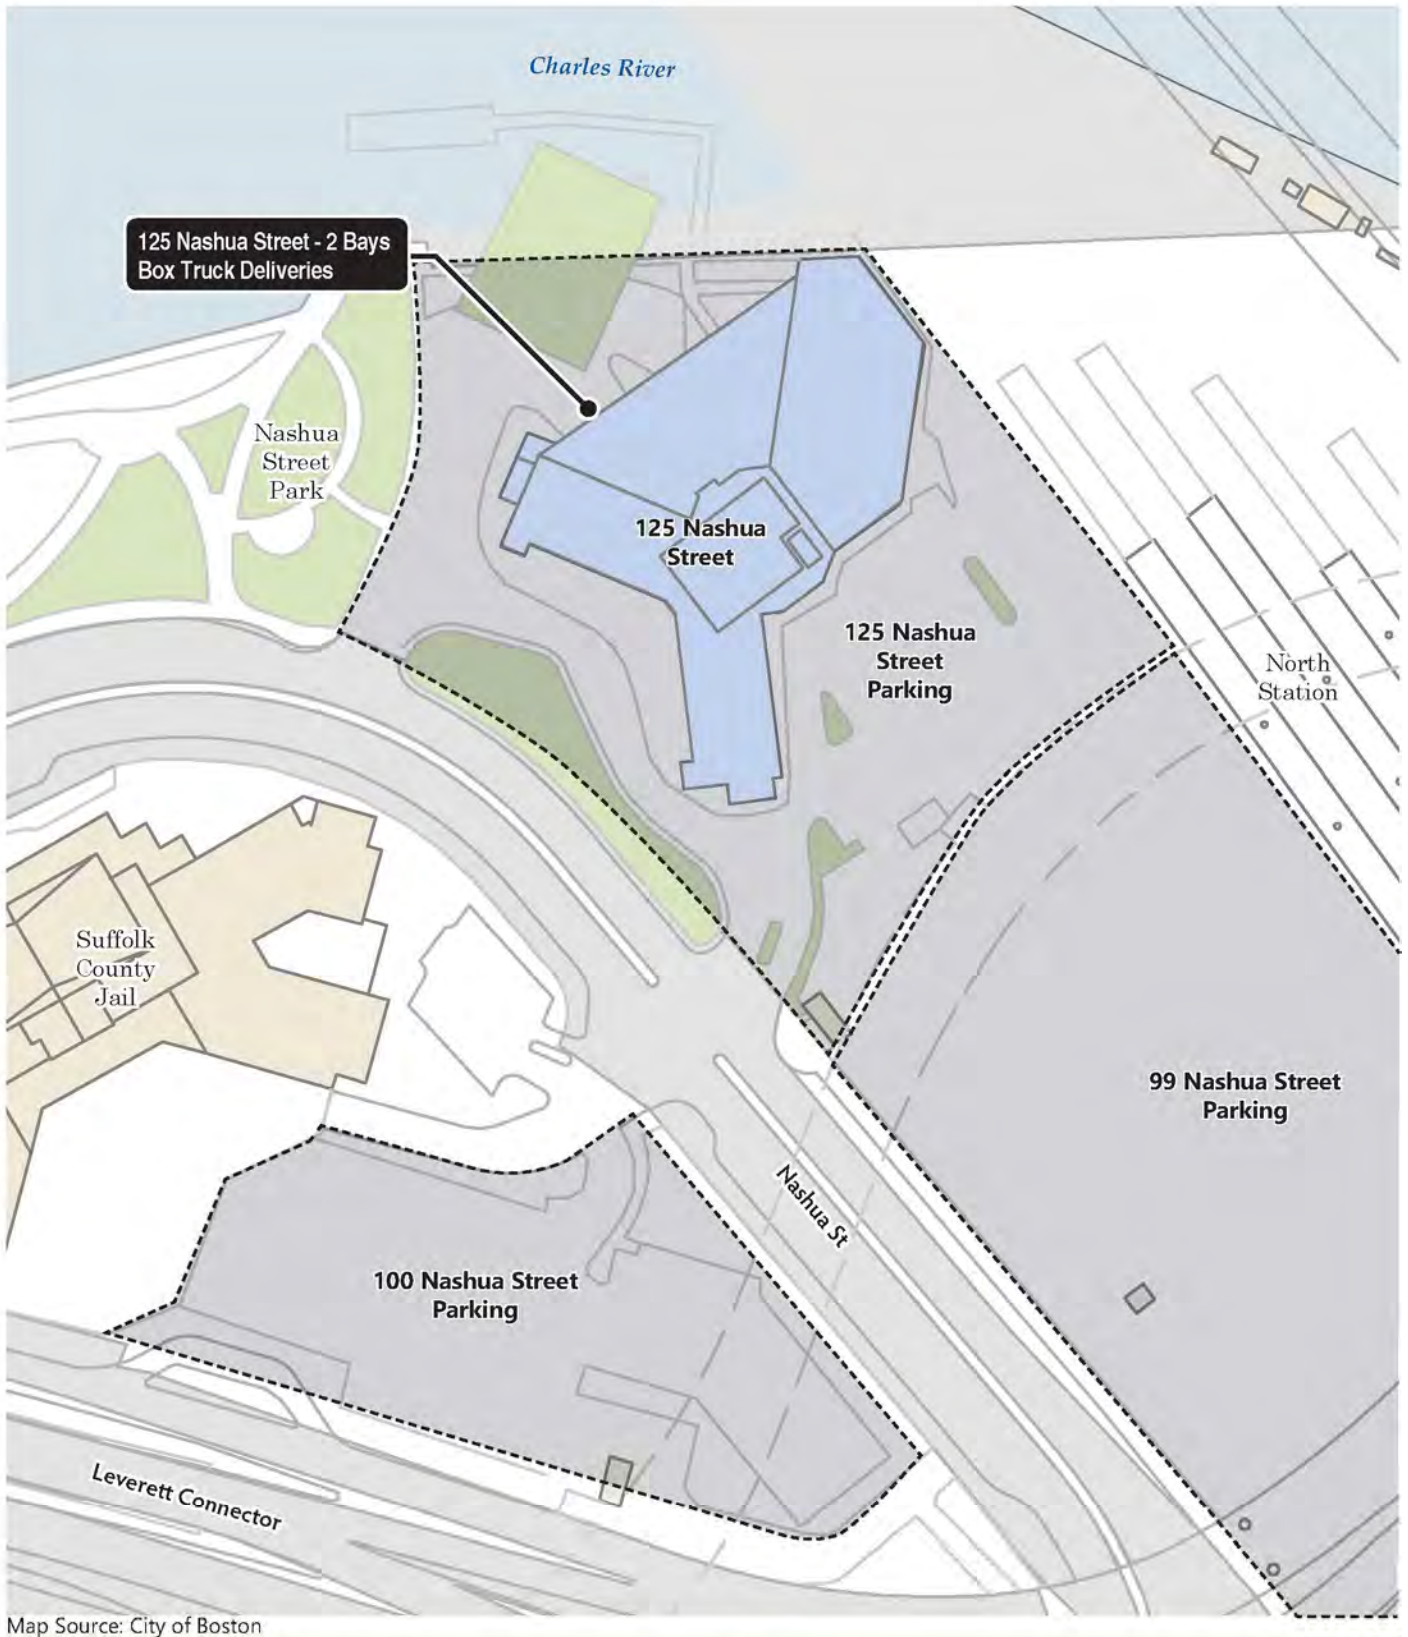 Charles River
125 Nashua Street - 2 Bays
Box Truck Deliveries
Nashua
Street
Park
125 Nashua
Street
125 Nashua
Street
Parking
North
Station
Suffolk
County
Jail
99 Nashua Street
Parking
Nashua St
100 Nashua Street
Parking
Leverett Connector
Map Source: City of Boston